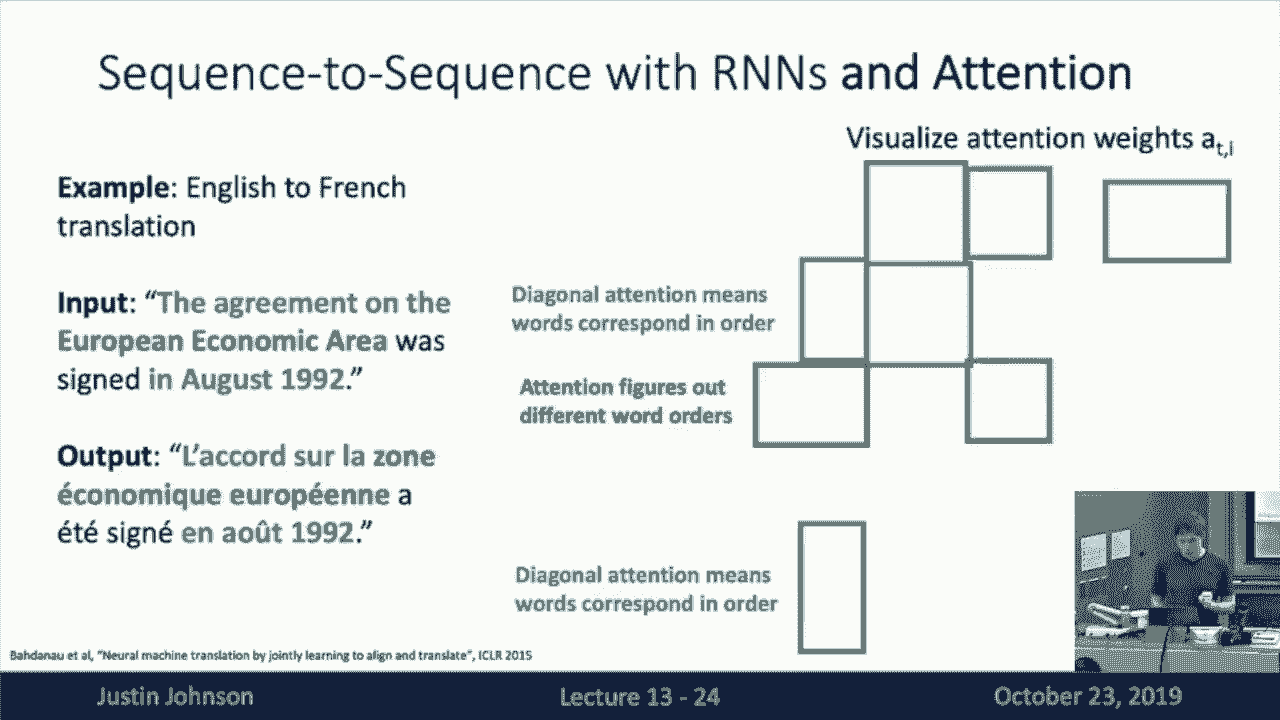 Sequence-to-Sequence with RNNs and Attention
Visualize attention weights a_t,i
Example: English to French
translation
Input: “The agreement on the
European Economic Area was
signed in August 1992.”
Output: “L’accord sur la zone
économique européenne a
été signé en août 1992.”
Diagonal attention means
words correspond in order
Attention figures out
different word orders
Diagonal attention means
words correspond in order
Bahdanau et al, “Neural machine translation by jointly learning to align and translate”, ICLR 2015
Justin Johnson
Lecture 13 - 24
October 23, 2019